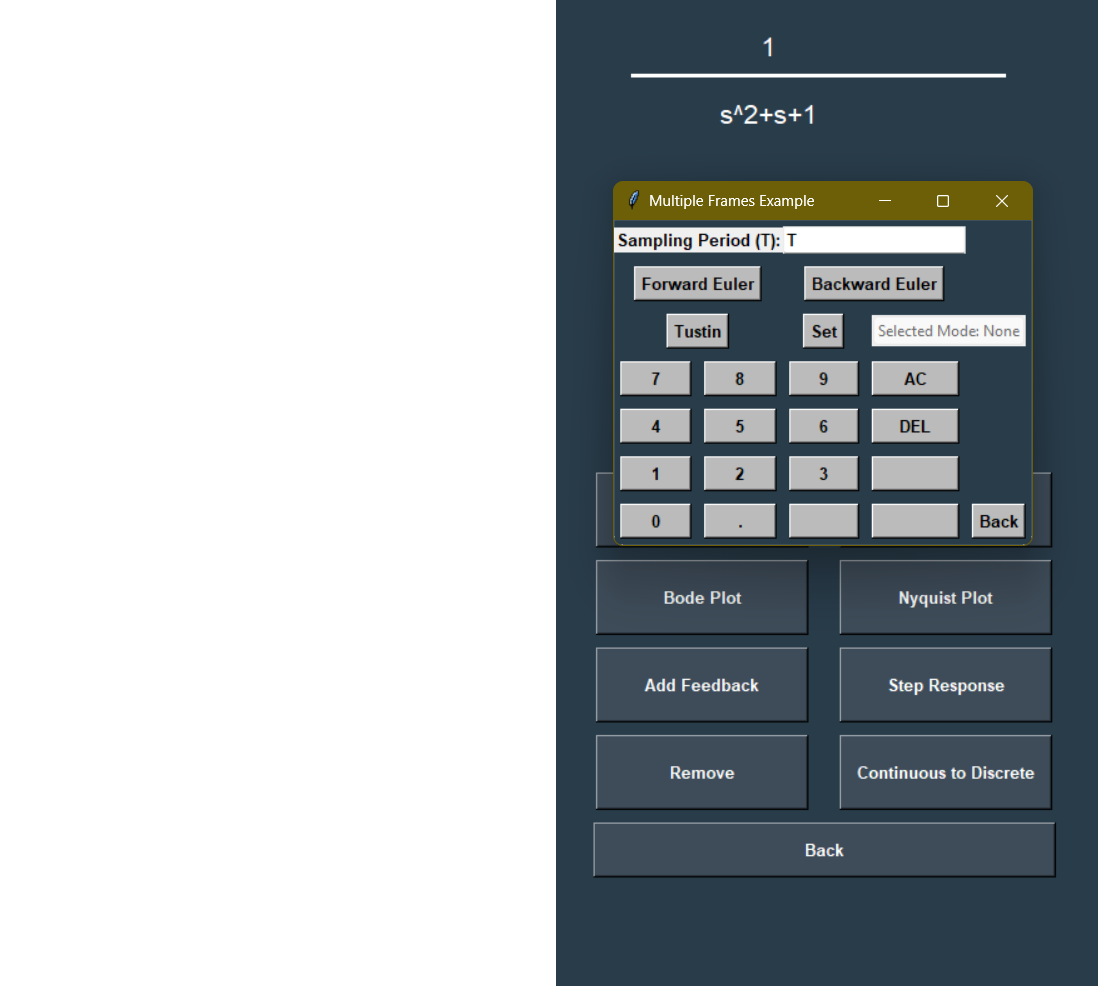 1
s^2+s+1
Multiple Frames Example
Sampling Period (T): T
Forward Euler Backward Euler
Tustin Set Selected Mode: None
7 8 9 AC
4 5 6 DEL
1 2 3
0 . Back
Bode Plot Nyquist Plot
Add Feedback Step Response
Remove Continuous to Discrete
Back